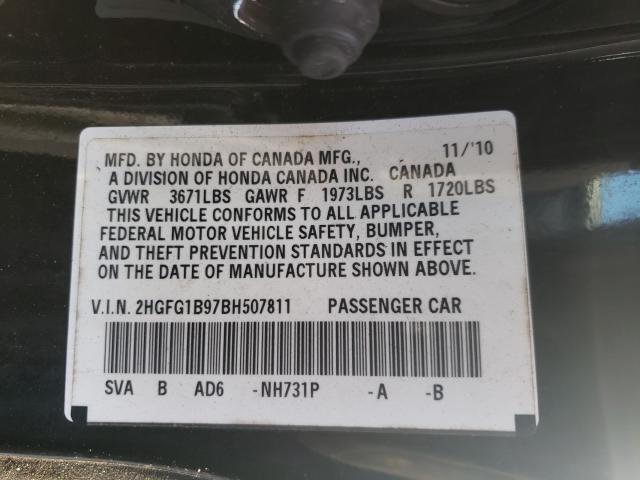 MFD. BY HONDA OF CANADA MFG., 11/'10
A DIVISION OF HONDA CANADA INC. CANADA
GVWR 3671LBS GAWR F 1973LBS R 1720LBS
THIS VEHICLE CONFORMS TO ALL APPLICABLE
FEDERAL MOTOR VEHICLE SAFETY, BUMPER,
AND THEFT PREVENTION STANDARDS IN EFFECT
ON THE DATE OF MANUFACTURE SHOWN ABOVE.
V.I.N. 2HGFG1B97BH507811 PASSENGER CAR
SVA B AD6 -NH731P -A -B